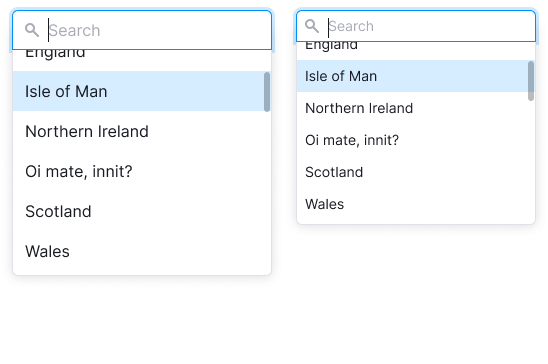 Search
England
Isle of Man
Northern Ireland
Oi mate, innit?
Scotland
Wales
Search
England
Isle of Man
Northern Ireland
Oi mate, innit?
Scotland
Wales